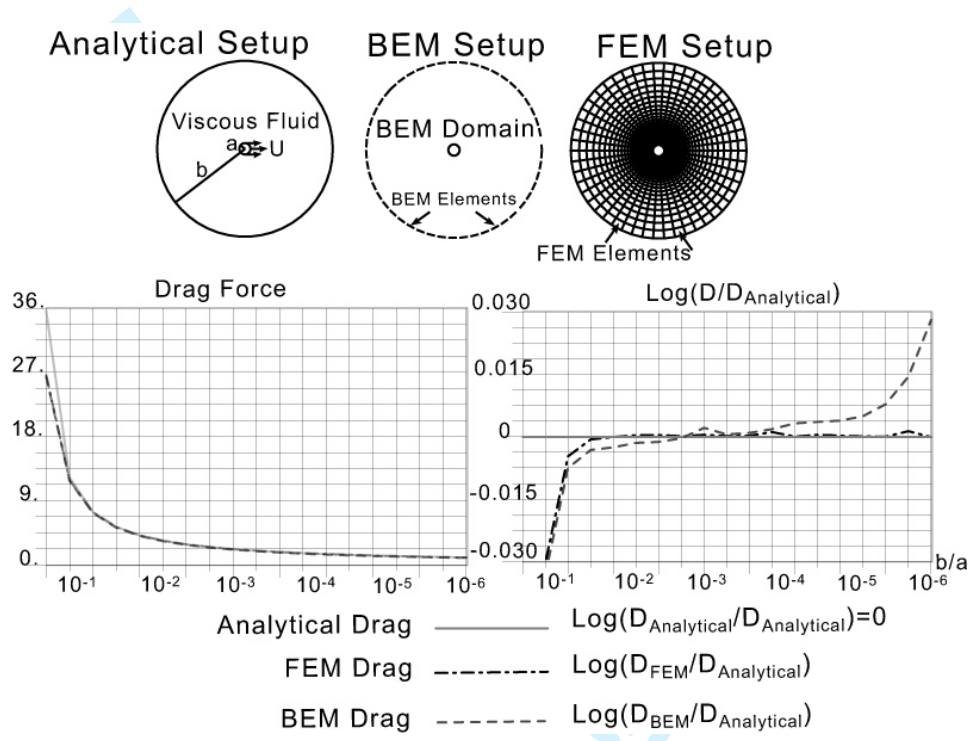 Analytical Setup
BEM Setup
FEM Setup
Viscous Fluid
a
U
b
BEM Domain
BEM Elements
FEM Elements
Drag Force
36.
27.
18.
9.
0.
10-1
10-2
10-3
10-4
10-5
10-6
Log(D/DAnalytical)
0.030
0.015
0
-0.015
-0.030
b/a
10-1
10-2
10-3
10-4
10-5
10-6
Analytical Drag
Log(DAnalytical/DAnalytical)=0
FEM Drag
Log(DFEM/DAnalytical)
BEM Drag
Log(DBEM/DAnalytical)